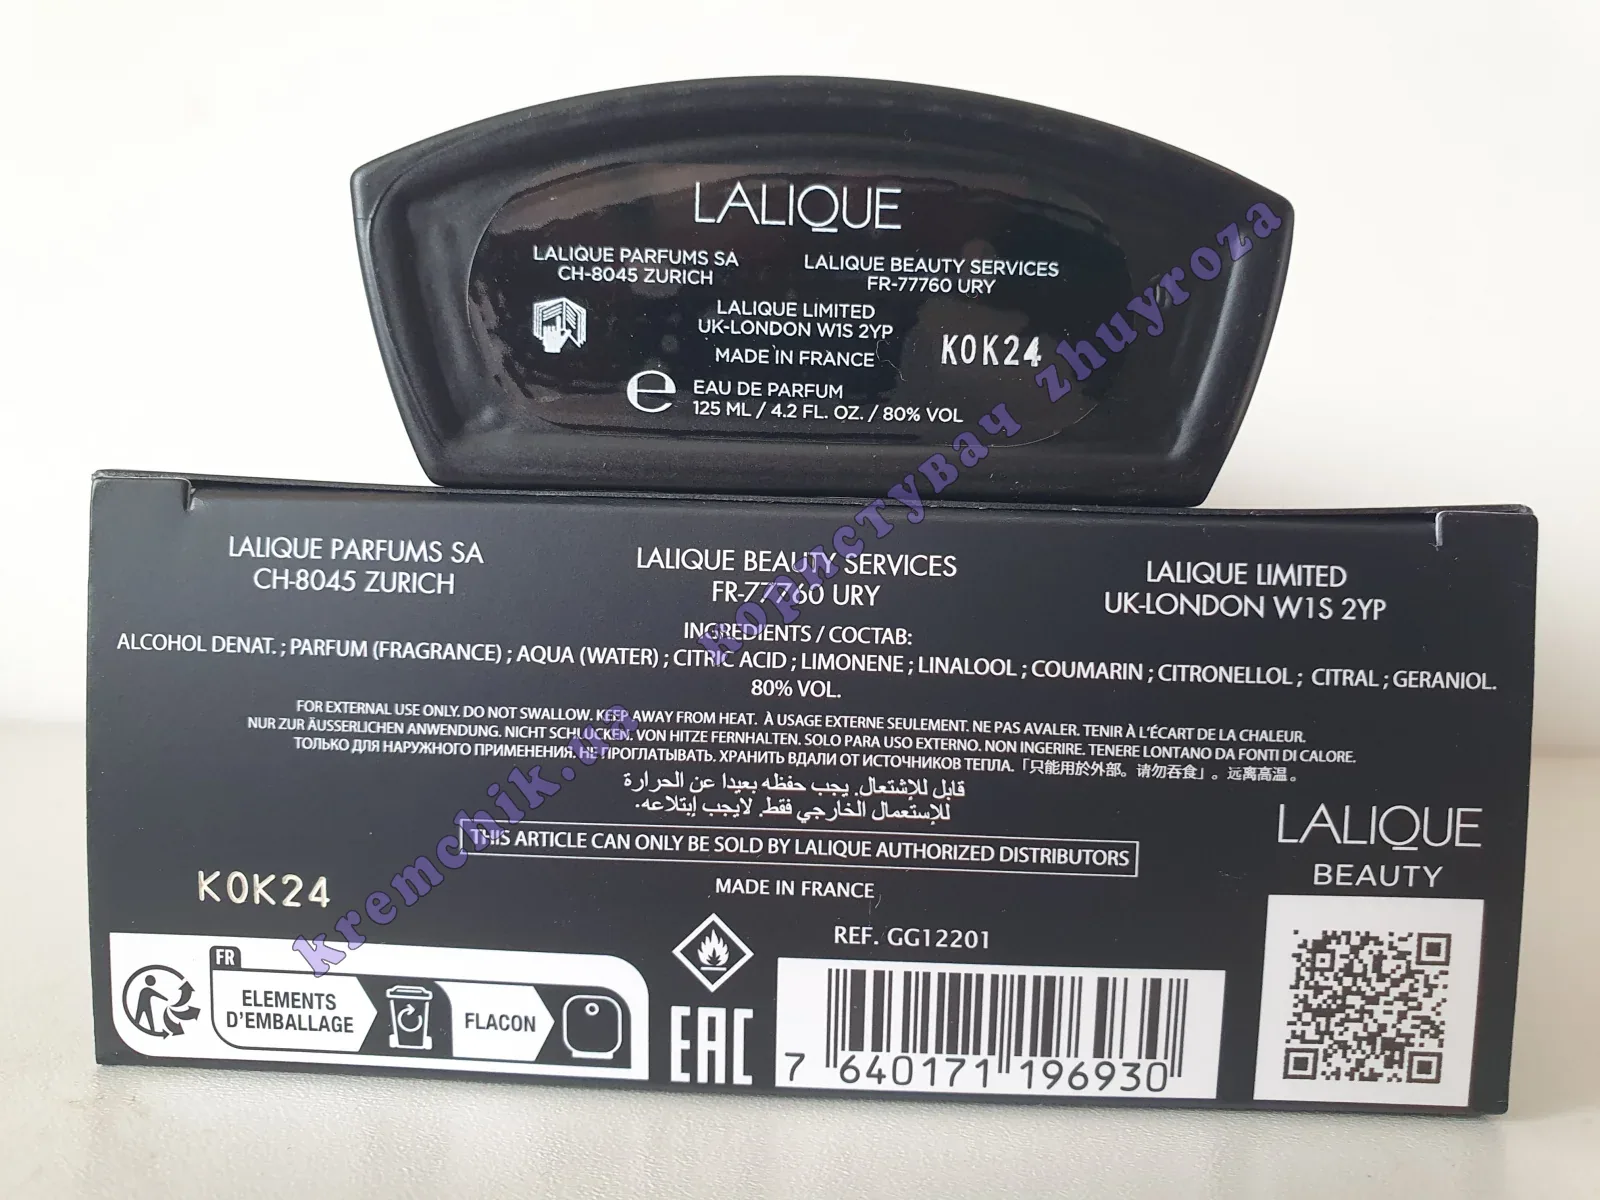 LALIQUE
LALIQUE PARFUMS SA
CH-8045 ZURICH
LALIQUE BEAUTY SERVICES
FR-77760 URY
LALIQUE LIMITED
UK-LONDON W1S 2YP
MADE IN FRANCE
K0K24
e
EAU DE PARFUM
125 ML / 4.2 FL. OZ. / 80% VOL
LALIQUE PARFUMS SA
CH-8045 ZURICH
LALIQUE BEAUTY SERVICES
FR-77760 URY
LALIQUE LIMITED
UK-LONDON W1S 2YP
INGREDIENTS / СОСТАВ:
ALCOHOL DENAT. ; PARFUM (FRAGRANCE) ; AQUA (WATER) ; CITRIC ACID ; LIMONENE ; LINALOOL ; COUMARIN ; CITRONELLOL ; CITRAL ; GERANIOL.
80% VOL.
FOR EXTERNAL USE ONLY. DO NOT SWALLOW. KEEP AWAY FROM HEAT. À USAGE EXTERNE SEULEMENT. NE PAS AVALER. TENIR À L'ÉCART DE LA CHALEUR.
NUR ZUR ÄUSSERLICHEN ANWENDUNG. NICHT SCHLUCKEN. VON HITZE FERNHALTEN. SOLO PARA USO EXTERNO. NON INGERIRE. TENERE LONTANO DA FONTI DI CALORE.
ТОЛЬКО ДЛЯ НАРУЖНОГО ПРИМЕНЕНИЯ. НЕ ПРОГЛАТЫВАТЬ. ХРАНИТЬ ВДАЛИ ОТ ИСТОЧНИКОВ ТЕПЛА.「只能用於外部。请勿吞食」。远离高温。
قابل للإشتعال. يجب حفظه بعيدا عن الحرارة
للإستعمال الخارجي فقط. لايجب إبتلاعه.
THIS ARTICLE CAN ONLY BE SOLD BY LALIQUE AUTHORIZED DISTRIBUTORS
MADE IN FRANCE
K0K24
REF. GG12201
LALIQUE
BEAUTY
FR
ELEMENTS
D'EMBALLAGE
FLACON
EAC
7 640171 196930
kremchik.ua користувач zhuyroza